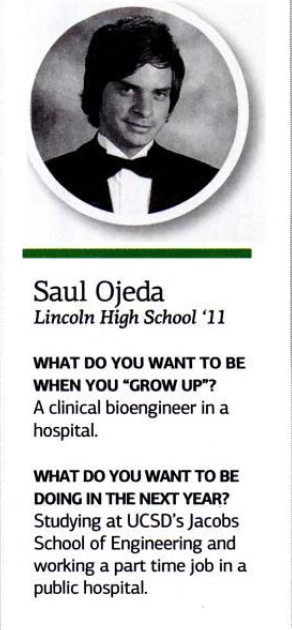 Saul Ojeda
Lincoln High School ‘11
WHAT DO YOU WANT TO BE
WHEN YOU “GROW UP”?
A clinical bioengineer in a
hospital.
WHAT DO YOU WANT TO BE
DOING IN THE NEXT YEAR?
Studying at UCSD’s Jacobs
School of Engineering and
working a part time job in a
public hospital.